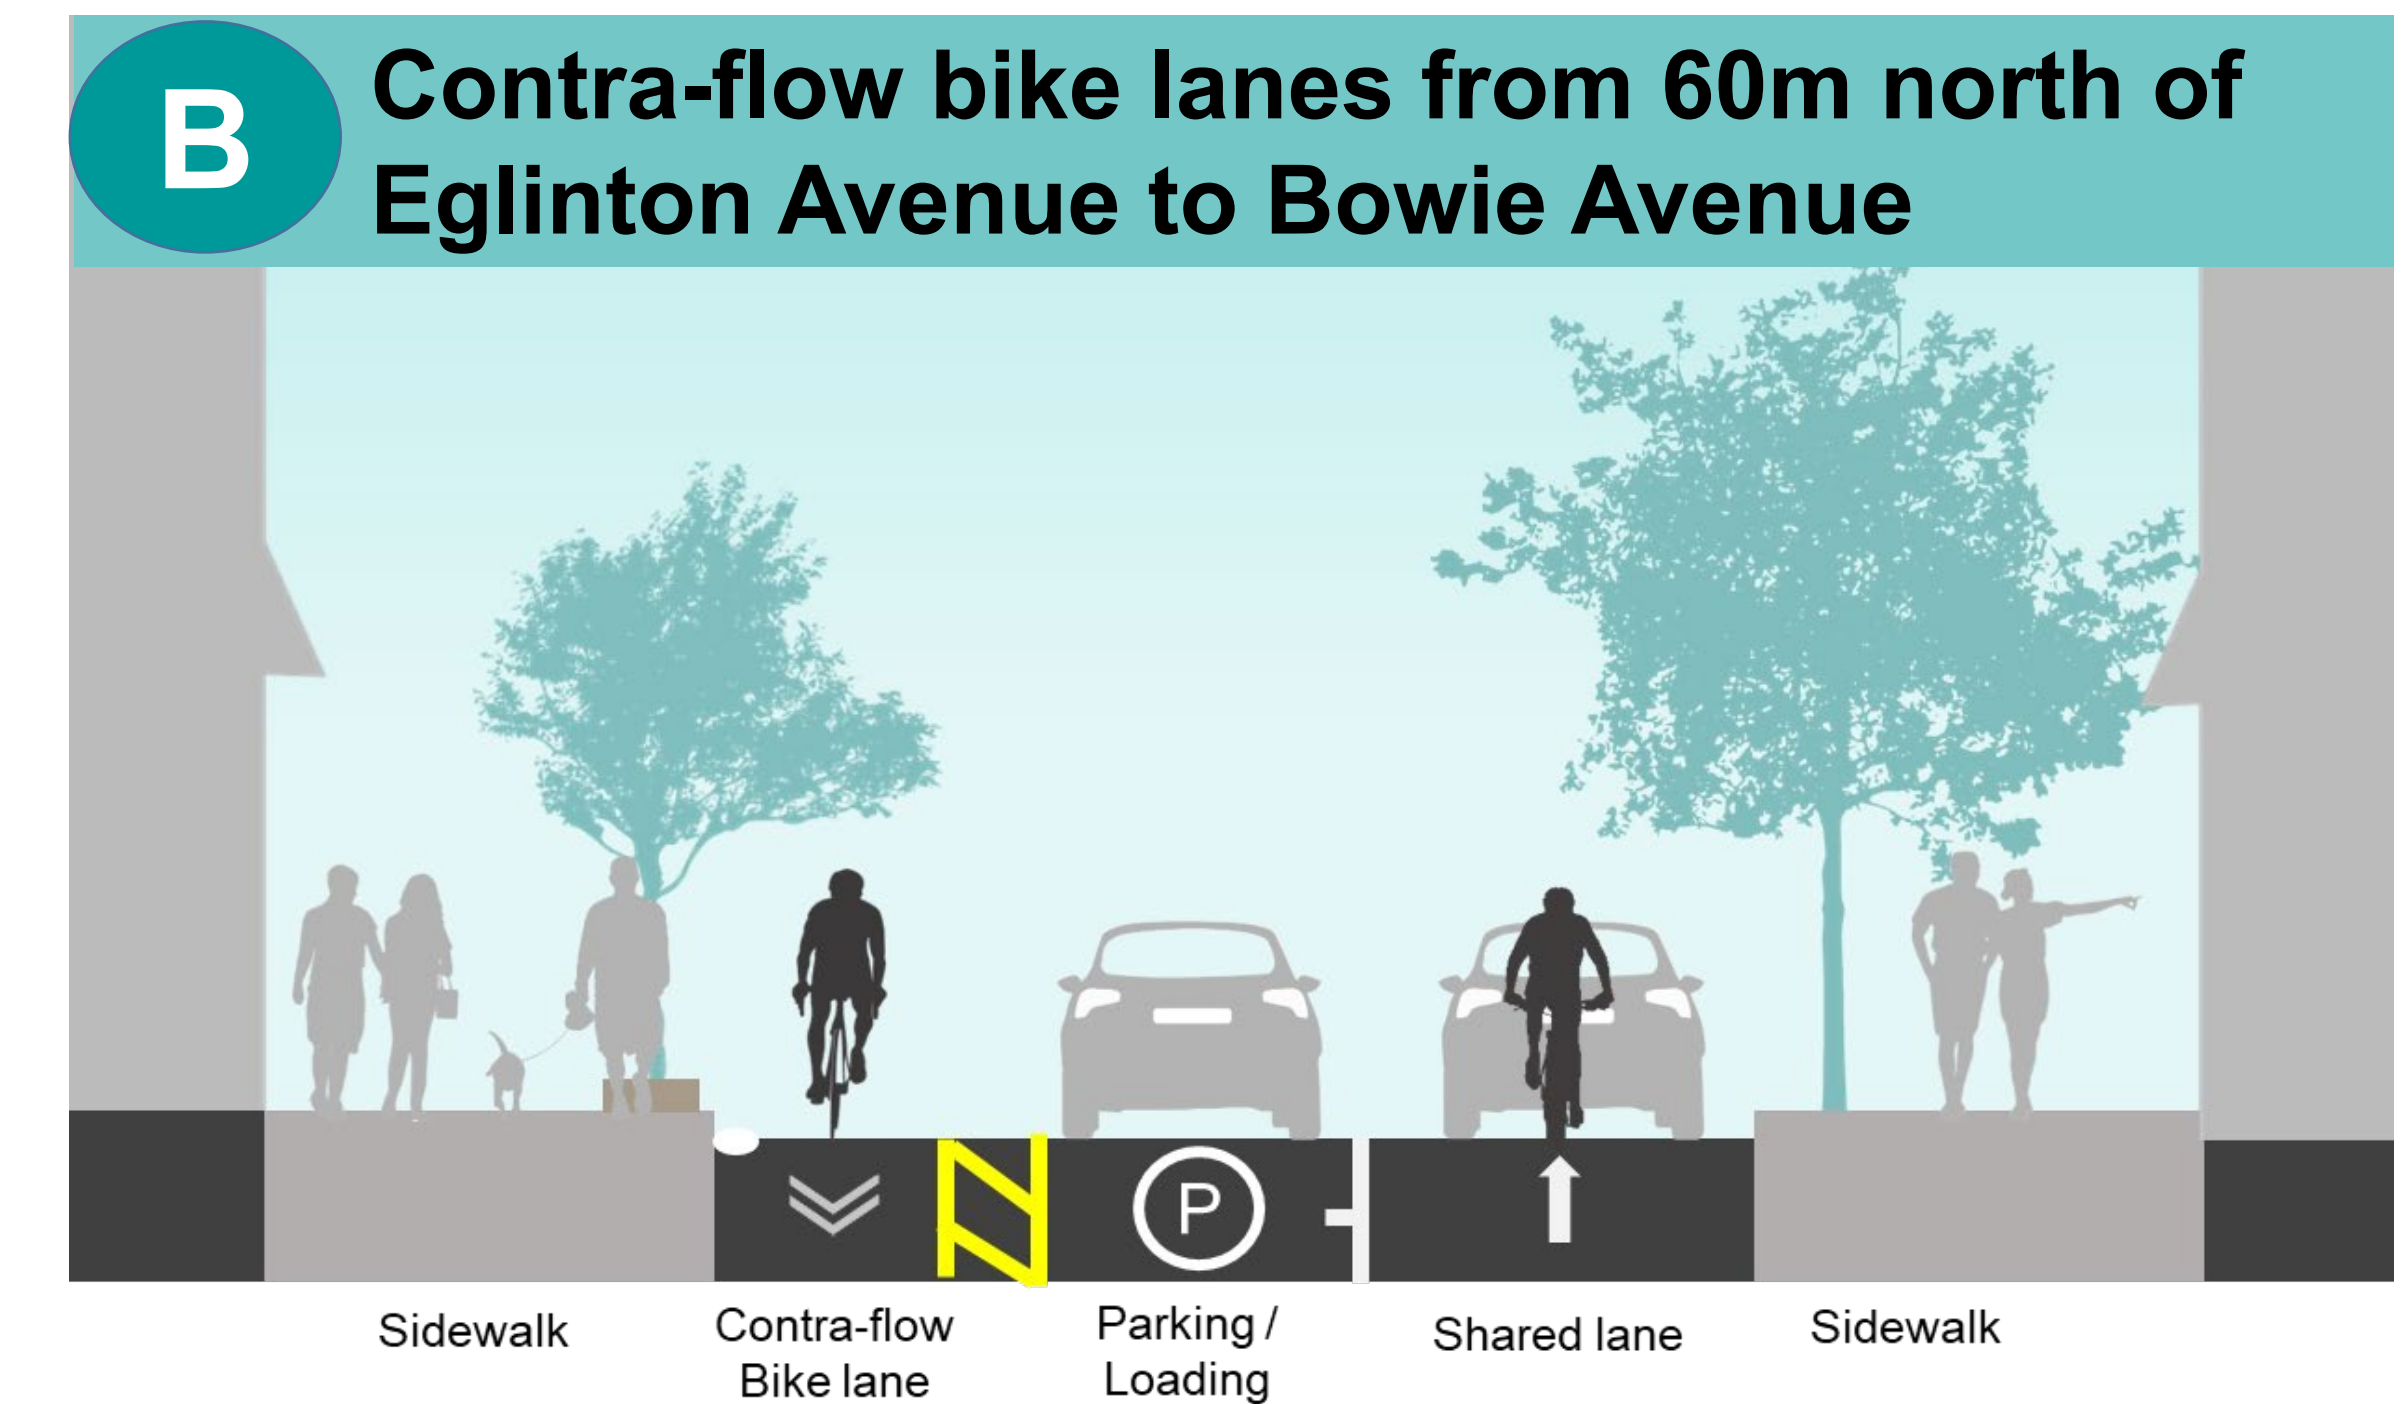 B
Contra-flow bike lanes from 60m north of
Eglinton Avenue to Bowie Avenue
P
Sidewalk
Contra-flow
Bike lane
Parking /
Loading
Shared lane
Sidewalk